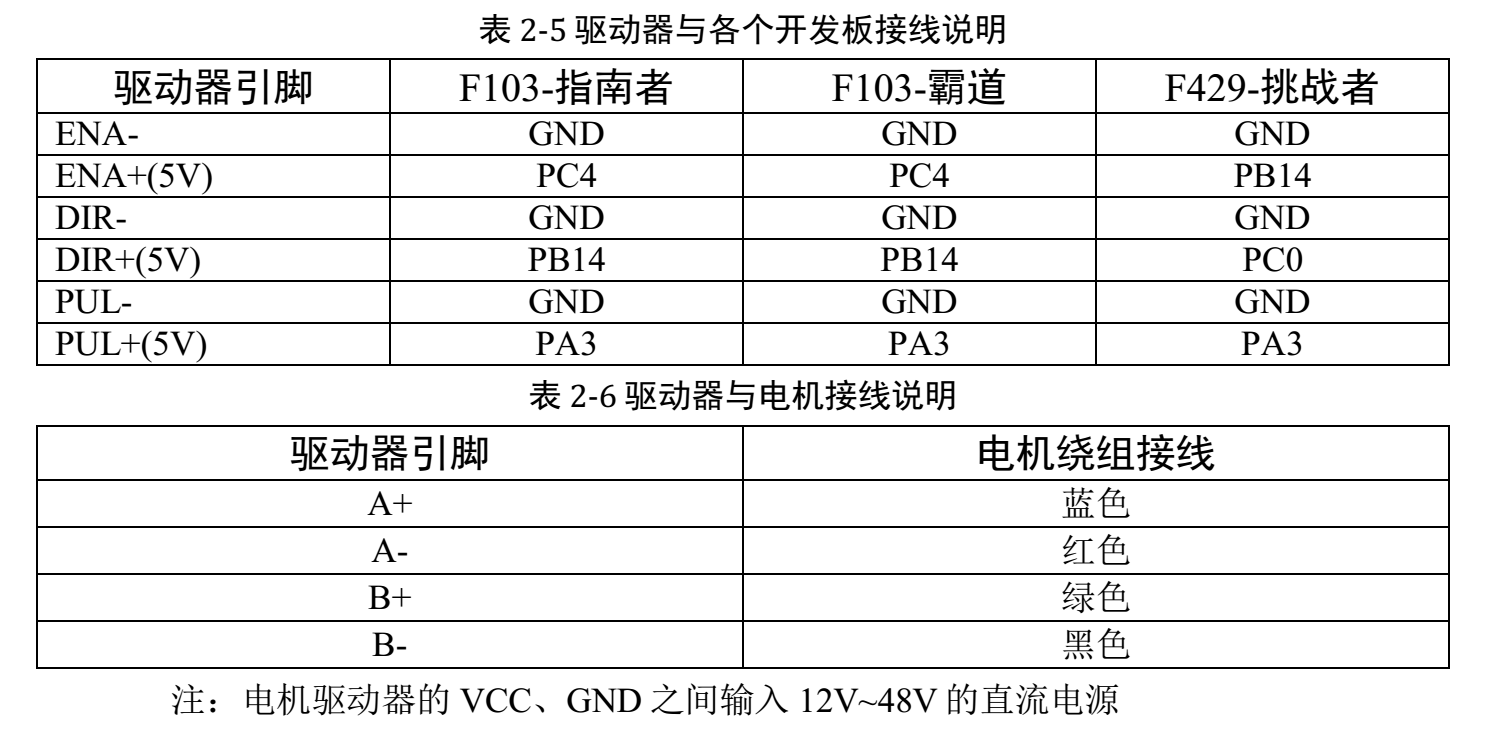 表 2-5 驱动器与各个开发板接线说明
驱动器引脚 F103-指南者 F103-霸道 F429-挑战者
ENA- GND GND GND
ENA+(5V) PC4 PC4 PB14
DIR- GND GND GND
DIR+(5V) PB14 PB14 PC0
PUL- GND GND GND
PUL+(5V) PA3 PA3 PA3
表 2-6 驱动器与电机接线说明
驱动器引脚 电机绕组接线
A+ 蓝色
A- 红色
B+ 绿色
B- 黑色
注：电机驱动器的 VCC、GND 之间输入 12V~48V 的直流电源